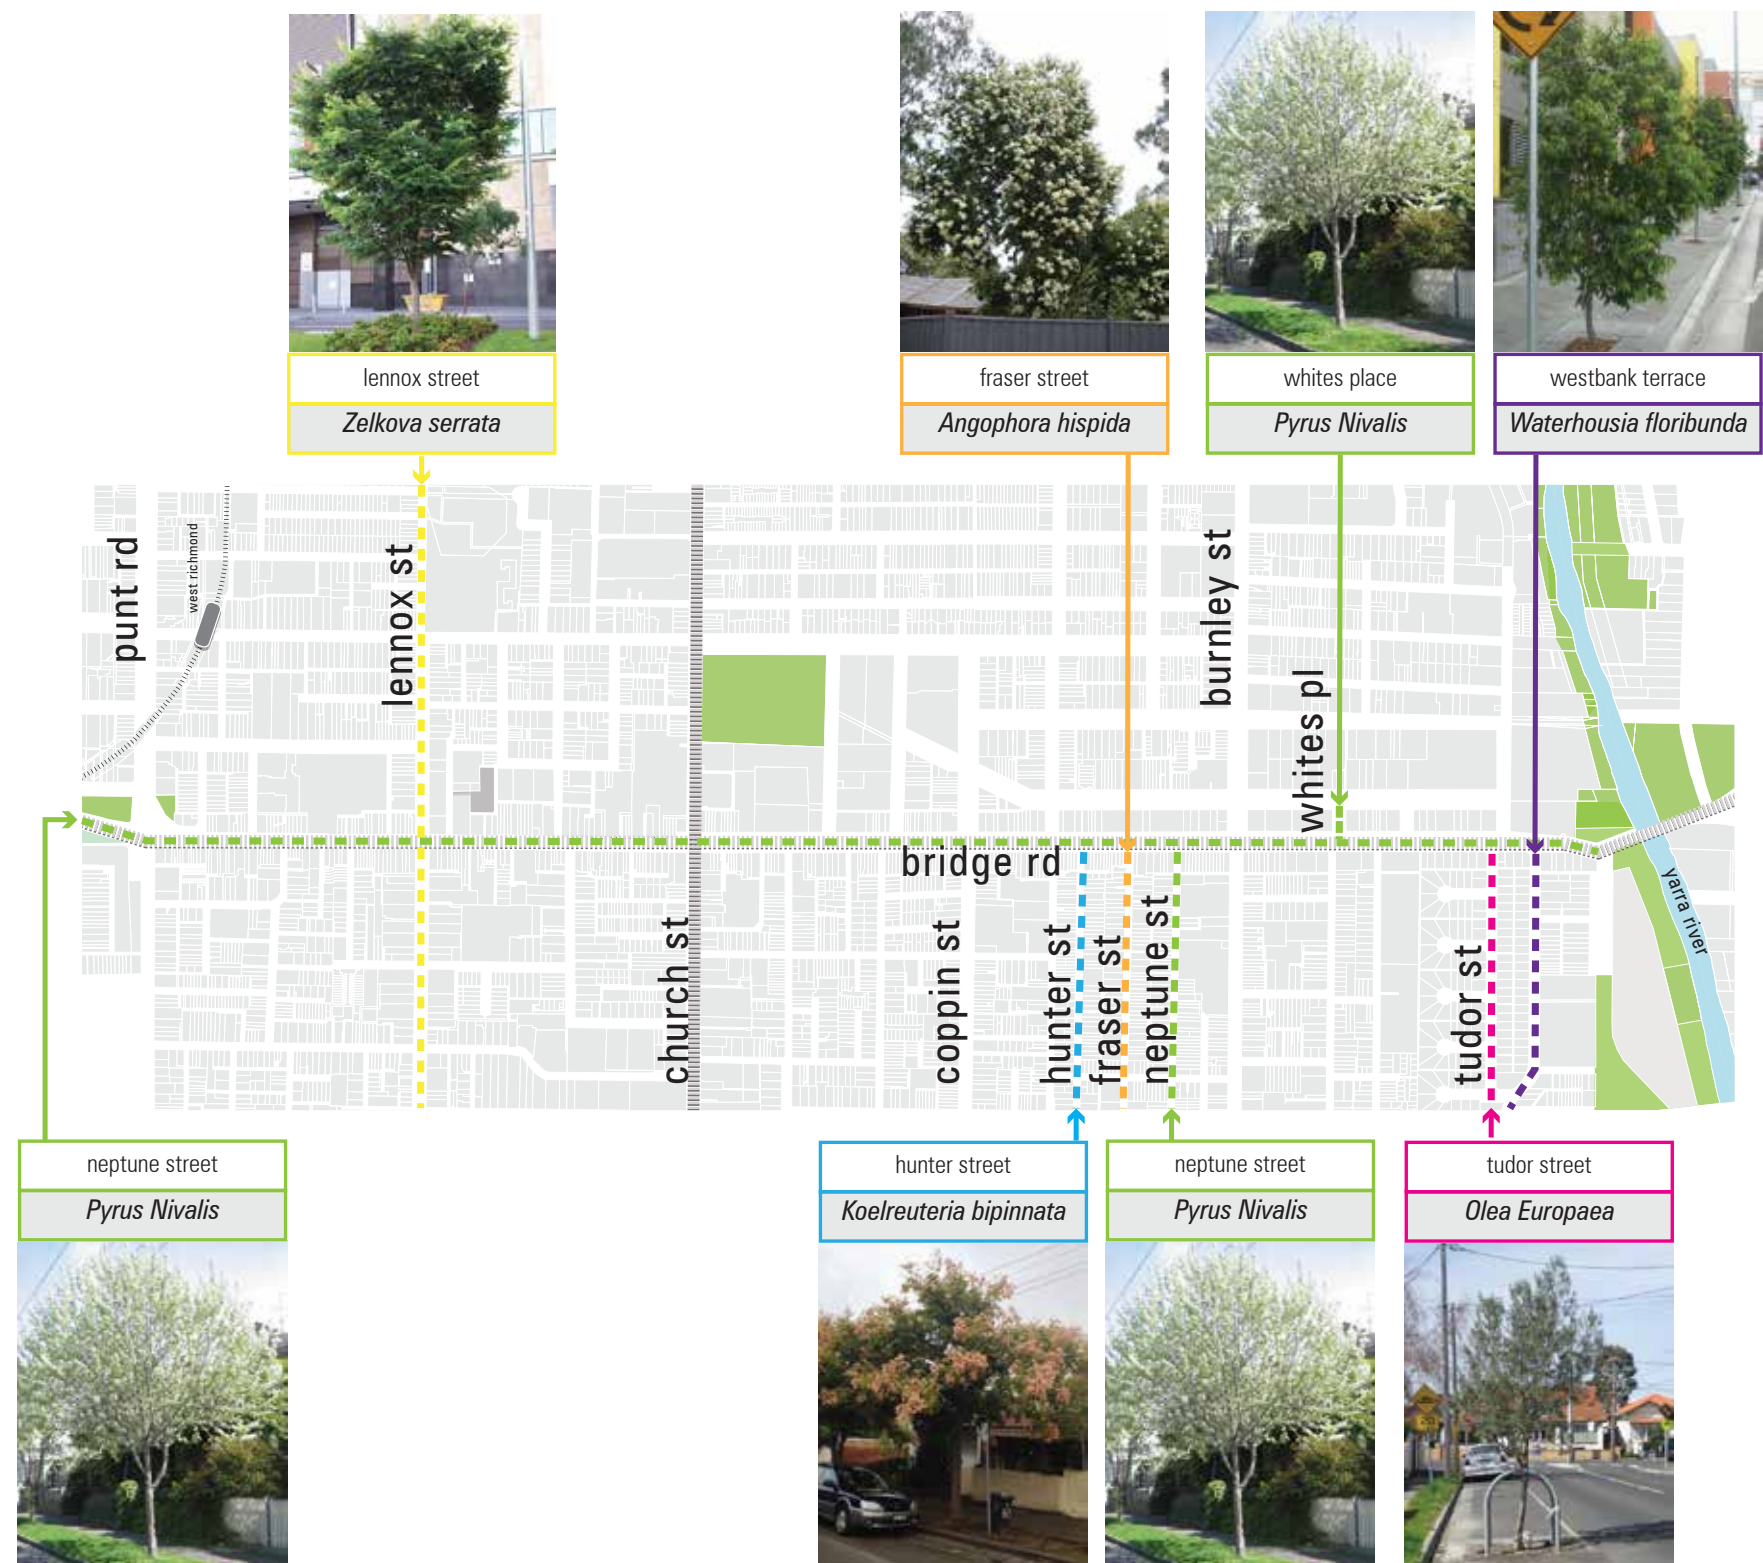 lennox street
Zelkova serrata
fraser street
Angophora hispida
whites place
Pyrus Nivalis
westbank terrace
Waterhousia floribunda
punt rd
west richmond
lennox st
burnley st
whites pl
bridge rd
church st
coppin st
hunter st
fraser st
neptune st
tudor st
yarra river
neptune street
Pyrus Nivalis
hunter street
Koelreuteria bipinnata
neptune street
Pyrus Nivalis
tudor street
Olea Europaea